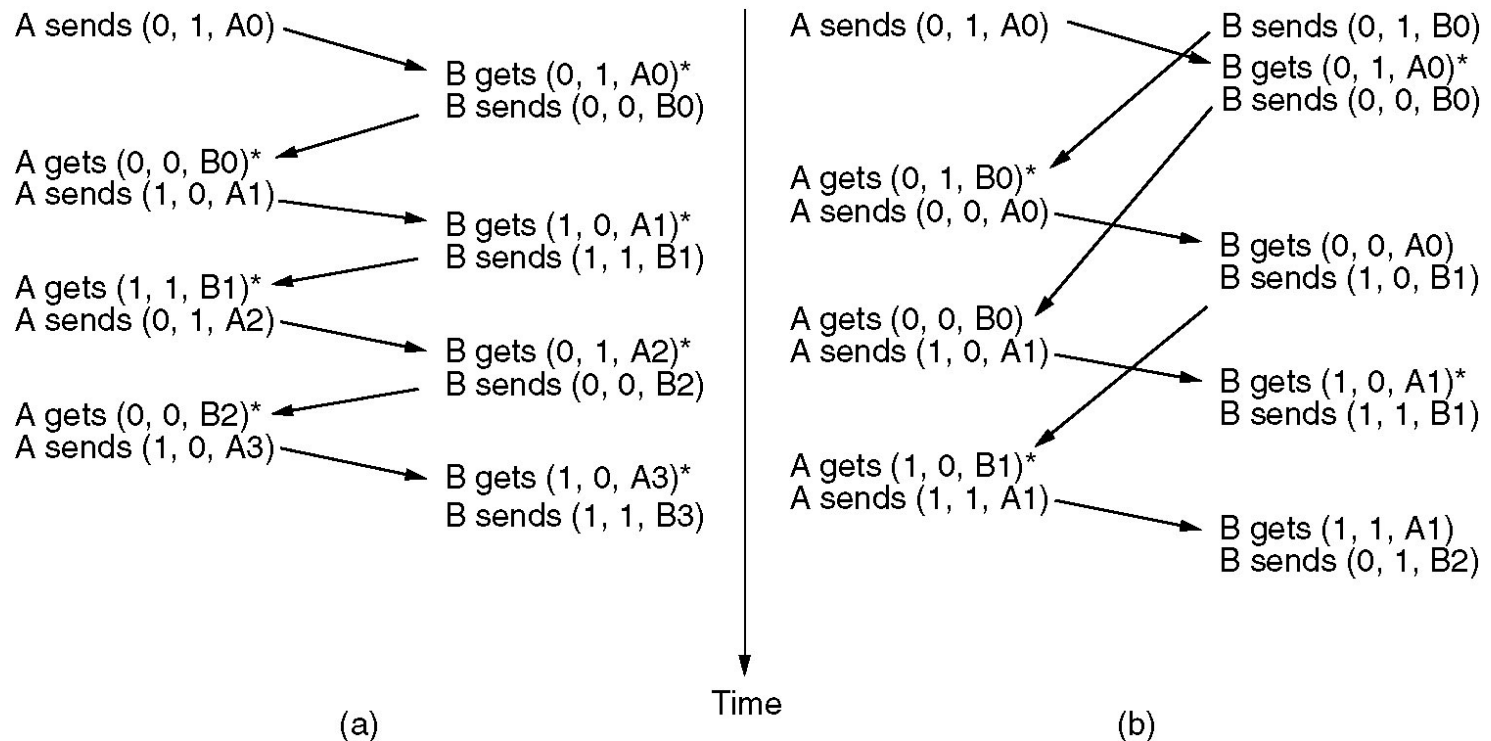 A sends (0, 1, A0)
B gets (0, 1, A0)*
B sends (0, 0, B0)
A gets (0, 0, B0)*
A sends (1, 0, A1)
B gets (1, 0, A1)*
B sends (1, 1, B1)
A gets (1, 1, B1)*
A sends (0, 1, A2)
B gets (0, 1, A2)*
B sends (0, 0, B2)
A gets (0, 0, B2)*
A sends (1, 0, A3)
B gets (1, 0, A3)*
B sends (1, 1, B3)
(a)
Time
A sends (0, 1, A0)
B sends (0, 1, B0)
B gets (0, 1, A0)*
B sends (0, 0, B0)
A gets (0, 1, B0)*
A sends (0, 0, A0)
B gets (0, 0, A0)
B sends (1, 0, B1)
A gets (0, 0, B0)
A sends (1, 0, A1)
B gets (1, 0, A1)*
B sends (1, 1, B1)
A gets (1, 0, B1)*
A sends (1, 1, A1)
B gets (1, 1, A1)
B sends (0, 1, B2)
(b)